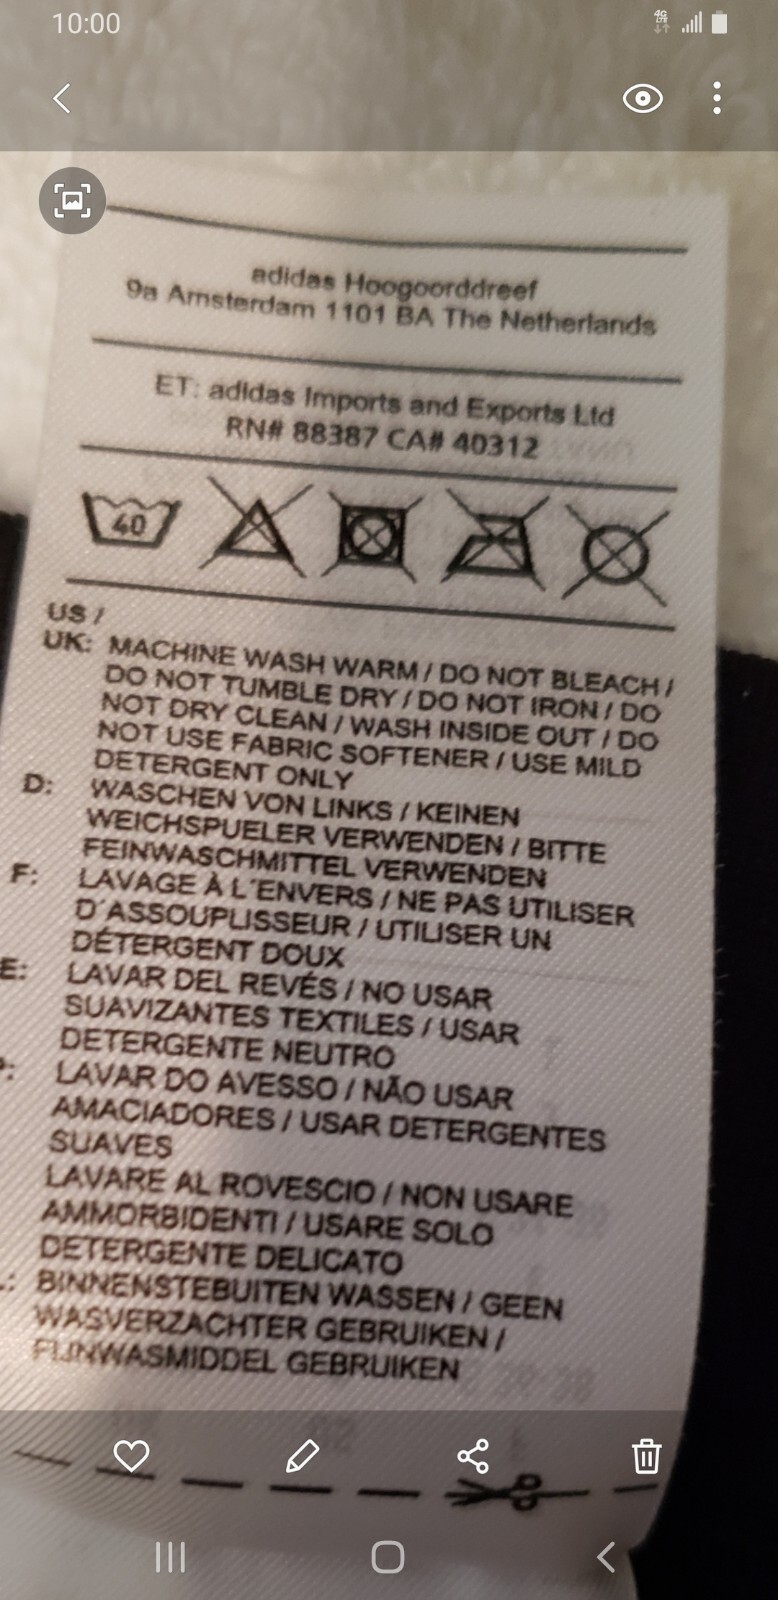 10:00
4G
LTE
adidas Hoogoorddreef
9a Amsterdam 1101 BA The Netherlands
ET: adidas Imports and Exports Ltd
RN# 88387 CA# 40312
40
US /
UK: MACHINE WASH WARM / DO NOT BLEACH /
DO NOT TUMBLE DRY / DO NOT IRON / DO
NOT DRY CLEAN / WASH INSIDE OUT / DO
NOT USE FABRIC SOFTENER / USE MILD
DETERGENT ONLY
D: WASCHEN VON LINKS / KEINEN
WEICHSPUELER VERWENDEN / BITTE
FEINWASCHMITTEL VERWENDEN
F: LAVAGE À L´ENVERS / NE PAS UTILISER
D´ASSOUPLISSEUR / UTILISER UN
DÉTERGENT DOUX
E: LAVAR DEL REVÉS / NO USAR
SUAVIZANTES TEXTILES / USAR
DETERGENTE NEUTRO
LAVAR DO AVESSO / NÃO USAR
AMACIADORES / USAR DETERGENTES
SUAVES
LAVARE AL ROVESCIO / NON USARE
AMMORBIDENTI / USARE SOLO
DETERGENTE DELICATO
BINNENSTEBUITEN WASSEN / GEEN
WASVERZACHTER GEBRUIKEN /
FIJNWASMIDDEL GEBRUIKEN